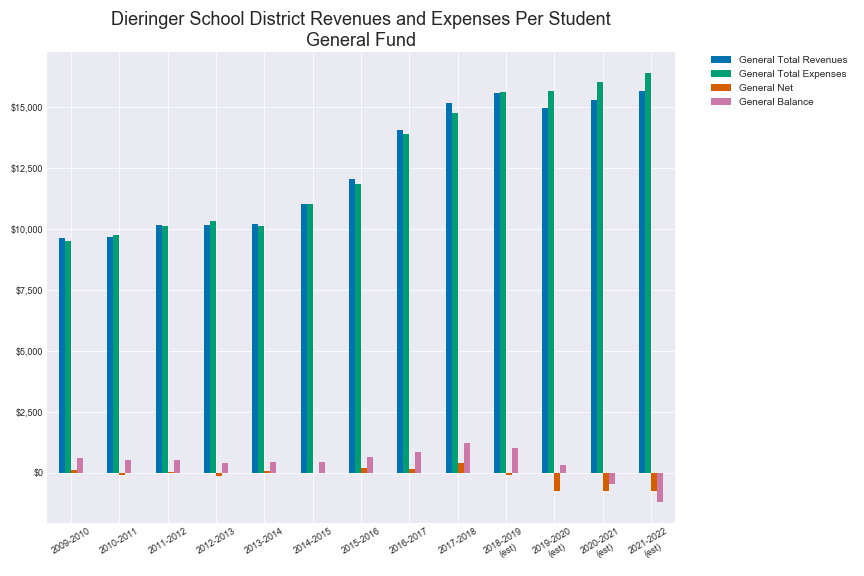 Dieringer School District Revenues and Expenses Per Student
General Fund
General Total Revenues
General Total Expenses
General Net
General Balance
$15,000
$12,500
$10,000
$7,500
$5,000
$2,500
$0
2009-2010
2010-2011
2011-2012
2012-2013
2013-2014
2014-2015
2015-2016
2016-2017
2017-2018
2018-2019
(est)
2019-2020
(est)
2020-2021
(est)
2021-2022
(est)